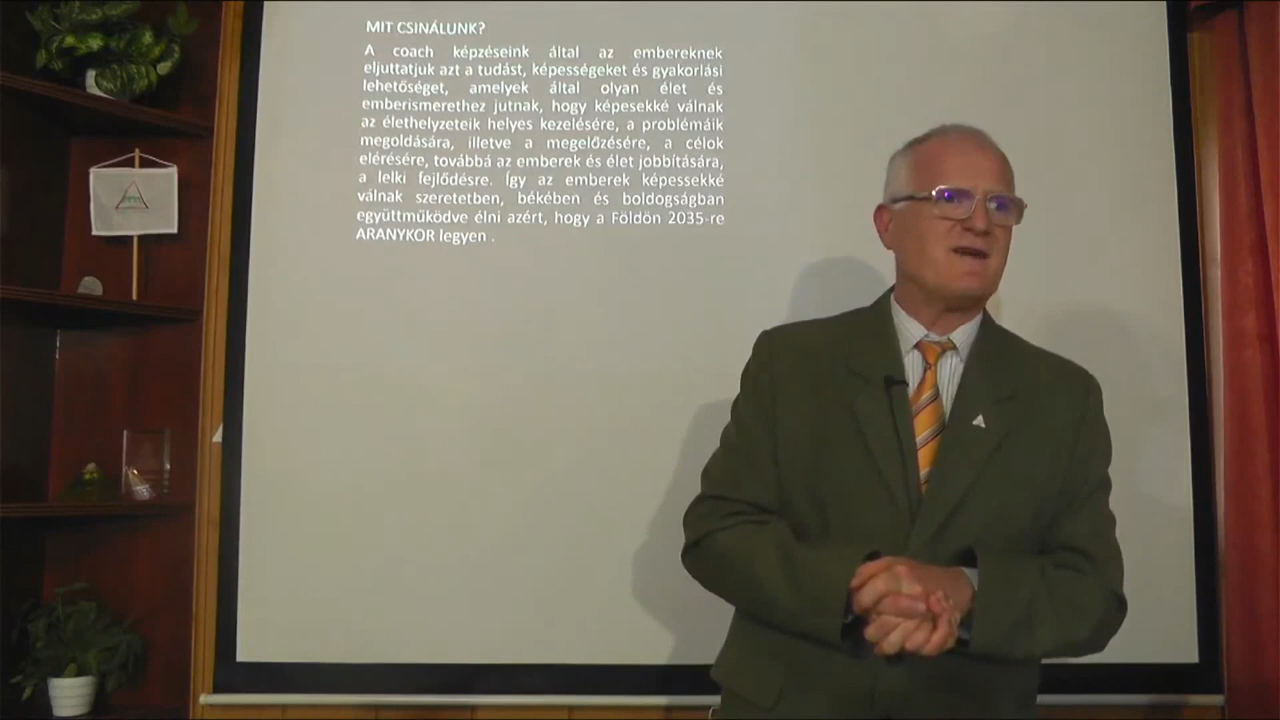 MIT CSINÁLUNK?
A coach képzéseink által az embereknek
eljuttatjuk azt a tudást, képességeket és gyakorlási
lehetőséget, amelyek által olyan élet és
emberismerethez jutnak, hogy képesekké válnak
az élethelyzeteik helyes kezelésére, a problémáik
megoldására, illetve a megelőzésére, a célok
elérésére, továbbá az emberek és élet jobbítására,
a lelki fejlődésre. Így az emberek képessekké
válnak szeretetben, békében és boldogságban
együttműködve élni azért, hogy a Földön 2035-re
ARANYKOR legyen .